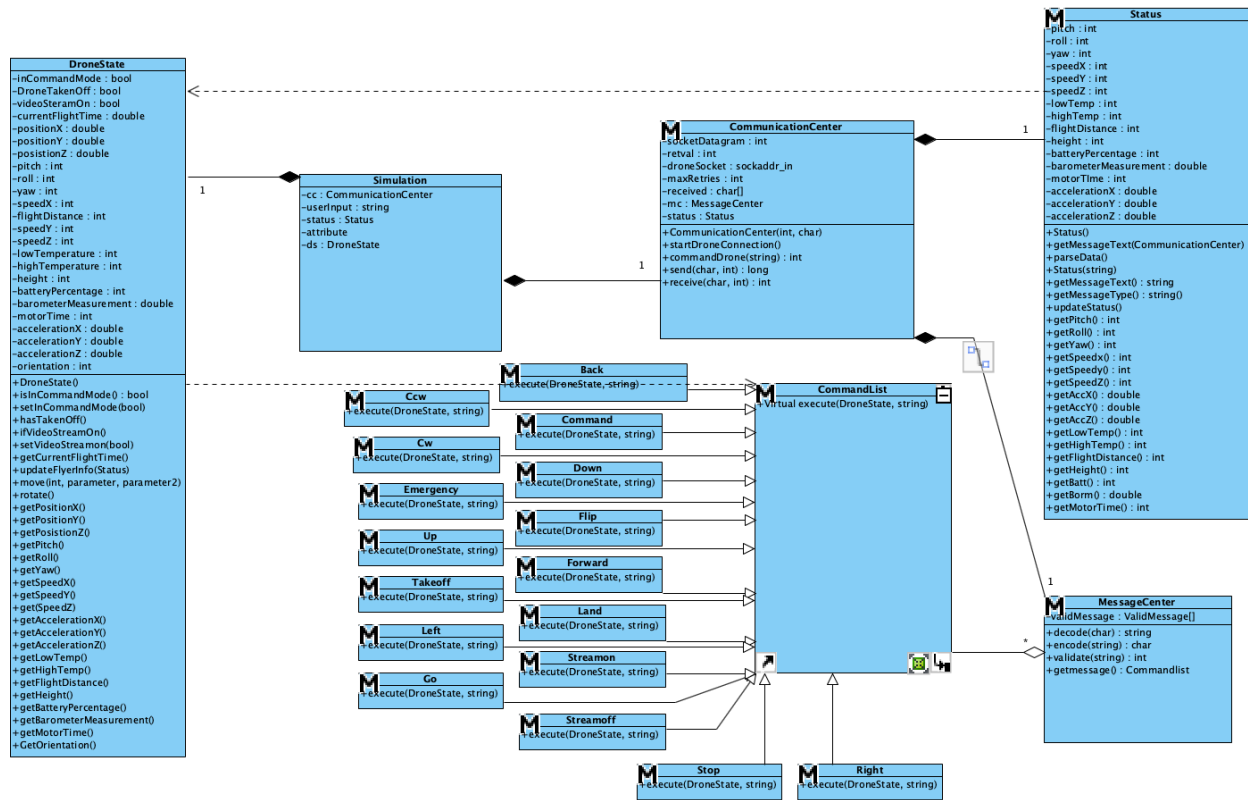 DroneState
-inCommandMode : bool
-DroneTakenOff : bool
-videoSteramOn : bool
-currentFlightTime : double
-positionX : double
-positionY : double
-posistionZ : double
-pitch : int
-roll : int
-yaw : int
-speedX : int
-flightDistance : int
-speedY : int
-speedZ : int
-lowTemperature : int
-highTemperature : int
-height : int
-batteryPercentage : int
-barometerMeasurement : double
-motorTime : int
-accelerationX : double
-accelerationY : double
-accelerationZ : double
-orientation : int
+DroneState()
+isInCommandMode() : bool
+setInCommandMode(bool)
+hasTakenOff()
+ifVideoStreamOn()
+setVideoStreamon(bool)
+getCurrentFlightTime()
+updateFlyerInfo(Status)
+move(int, parameter, parameter2)
+rotate()
+getPositionX()
+getPositionY()
+getPosistionZ()
+getPitch()
+getRoll()
+getYaw()
+getSpeedX()
+getSpeedY()
+get(SpeedZ)
+getAccelerationX()
+getAccelerationY()
+getAccelerationZ()
+getLowTemp()
+getHighTemp()
+getFlightDistance()
+getHeight()
+getBatteryPercentage()
+getBarometerMeasurement()
+getMotorTime()
+GetOrientation()
1
Simulation
-cc : CommunicationCenter
-userInput : string
-status : Status
-attribute
-ds : DroneState
1
M
CommunicationCenter
-socketDatagram : int
-retval : int
-droneSocket : sockaddr_in
-maxRetries : int
-received : char[]
-mc : MessageCenter
-status : Status
+CommunicationCenter(int, char)
+startDroneConnection()
+commandDrone(string) : int
+send(char, int) : long
+receive(char, int) : int
1
M
Status
-pitch : int
-roll : int
-yaw : int
-speedX : int
-speedY : int
-speedZ : int
-lowTemp : int
-highTemp : int
-flightDistance : int
-height : int
-batteryPercentage : int
-barometerMeasurement : double
-motorTIme : int
-accelerationX : double
-accelerationY : double
-accelerationZ : double
+Status()
+getMessageText(CommunicationCenter)
+parseData()
+Status(string)
+getMessageText() : string
+getMessageType() : string()
+updateStatus()
+getPitch() : int
+getRoll() : int
+getYaw() : int
+getSpeedx() : int
+getSpeedy() : int
+getSpeedZ() : int
+getAccX() : double
+getAccY() : double
+getAccZ() : double
+getLowTemp() : int
+getHighTemp() : int
+getFlightDistance() : int
+getHeight() : int
+getBatt() : int
+getBorm() : double
+getMotorTime() : int
M
Back
+execute(DroneState, string)
M
Ccw
+execute(DroneState, string)
M
Command
+execute(DroneState, string)
M
Cw
+execute(DroneState, string)
M
Down
+execute(DroneState, string)
M
Emergency
+execute(DroneState, string)
M
Flip
+execute(DroneState, string)
M
Up
+execute(DroneState, string)
M
Forward
+execute(DroneState, string)
M
Takeoff
+execute(DroneState, string)
M
Land
+execute(DroneState, string)
M
Left
+execute(DroneState, string)
M
Streamon
+execute(DroneState, string)
M
Go
+execute(DroneState, string)
M
Streamoff
+execute(DroneState, string)
M
Stop
+execute(DroneState, string)
M
Right
+execute(DroneState, string)
M
CommandList
+Virtual execute(DroneState, string)
*
1
M
MessageCenter
-validMessage : ValidMessage[]
+decode(char) : string
+encode(string) : char
+validate(string) : int
+getmessage() : Commandlist